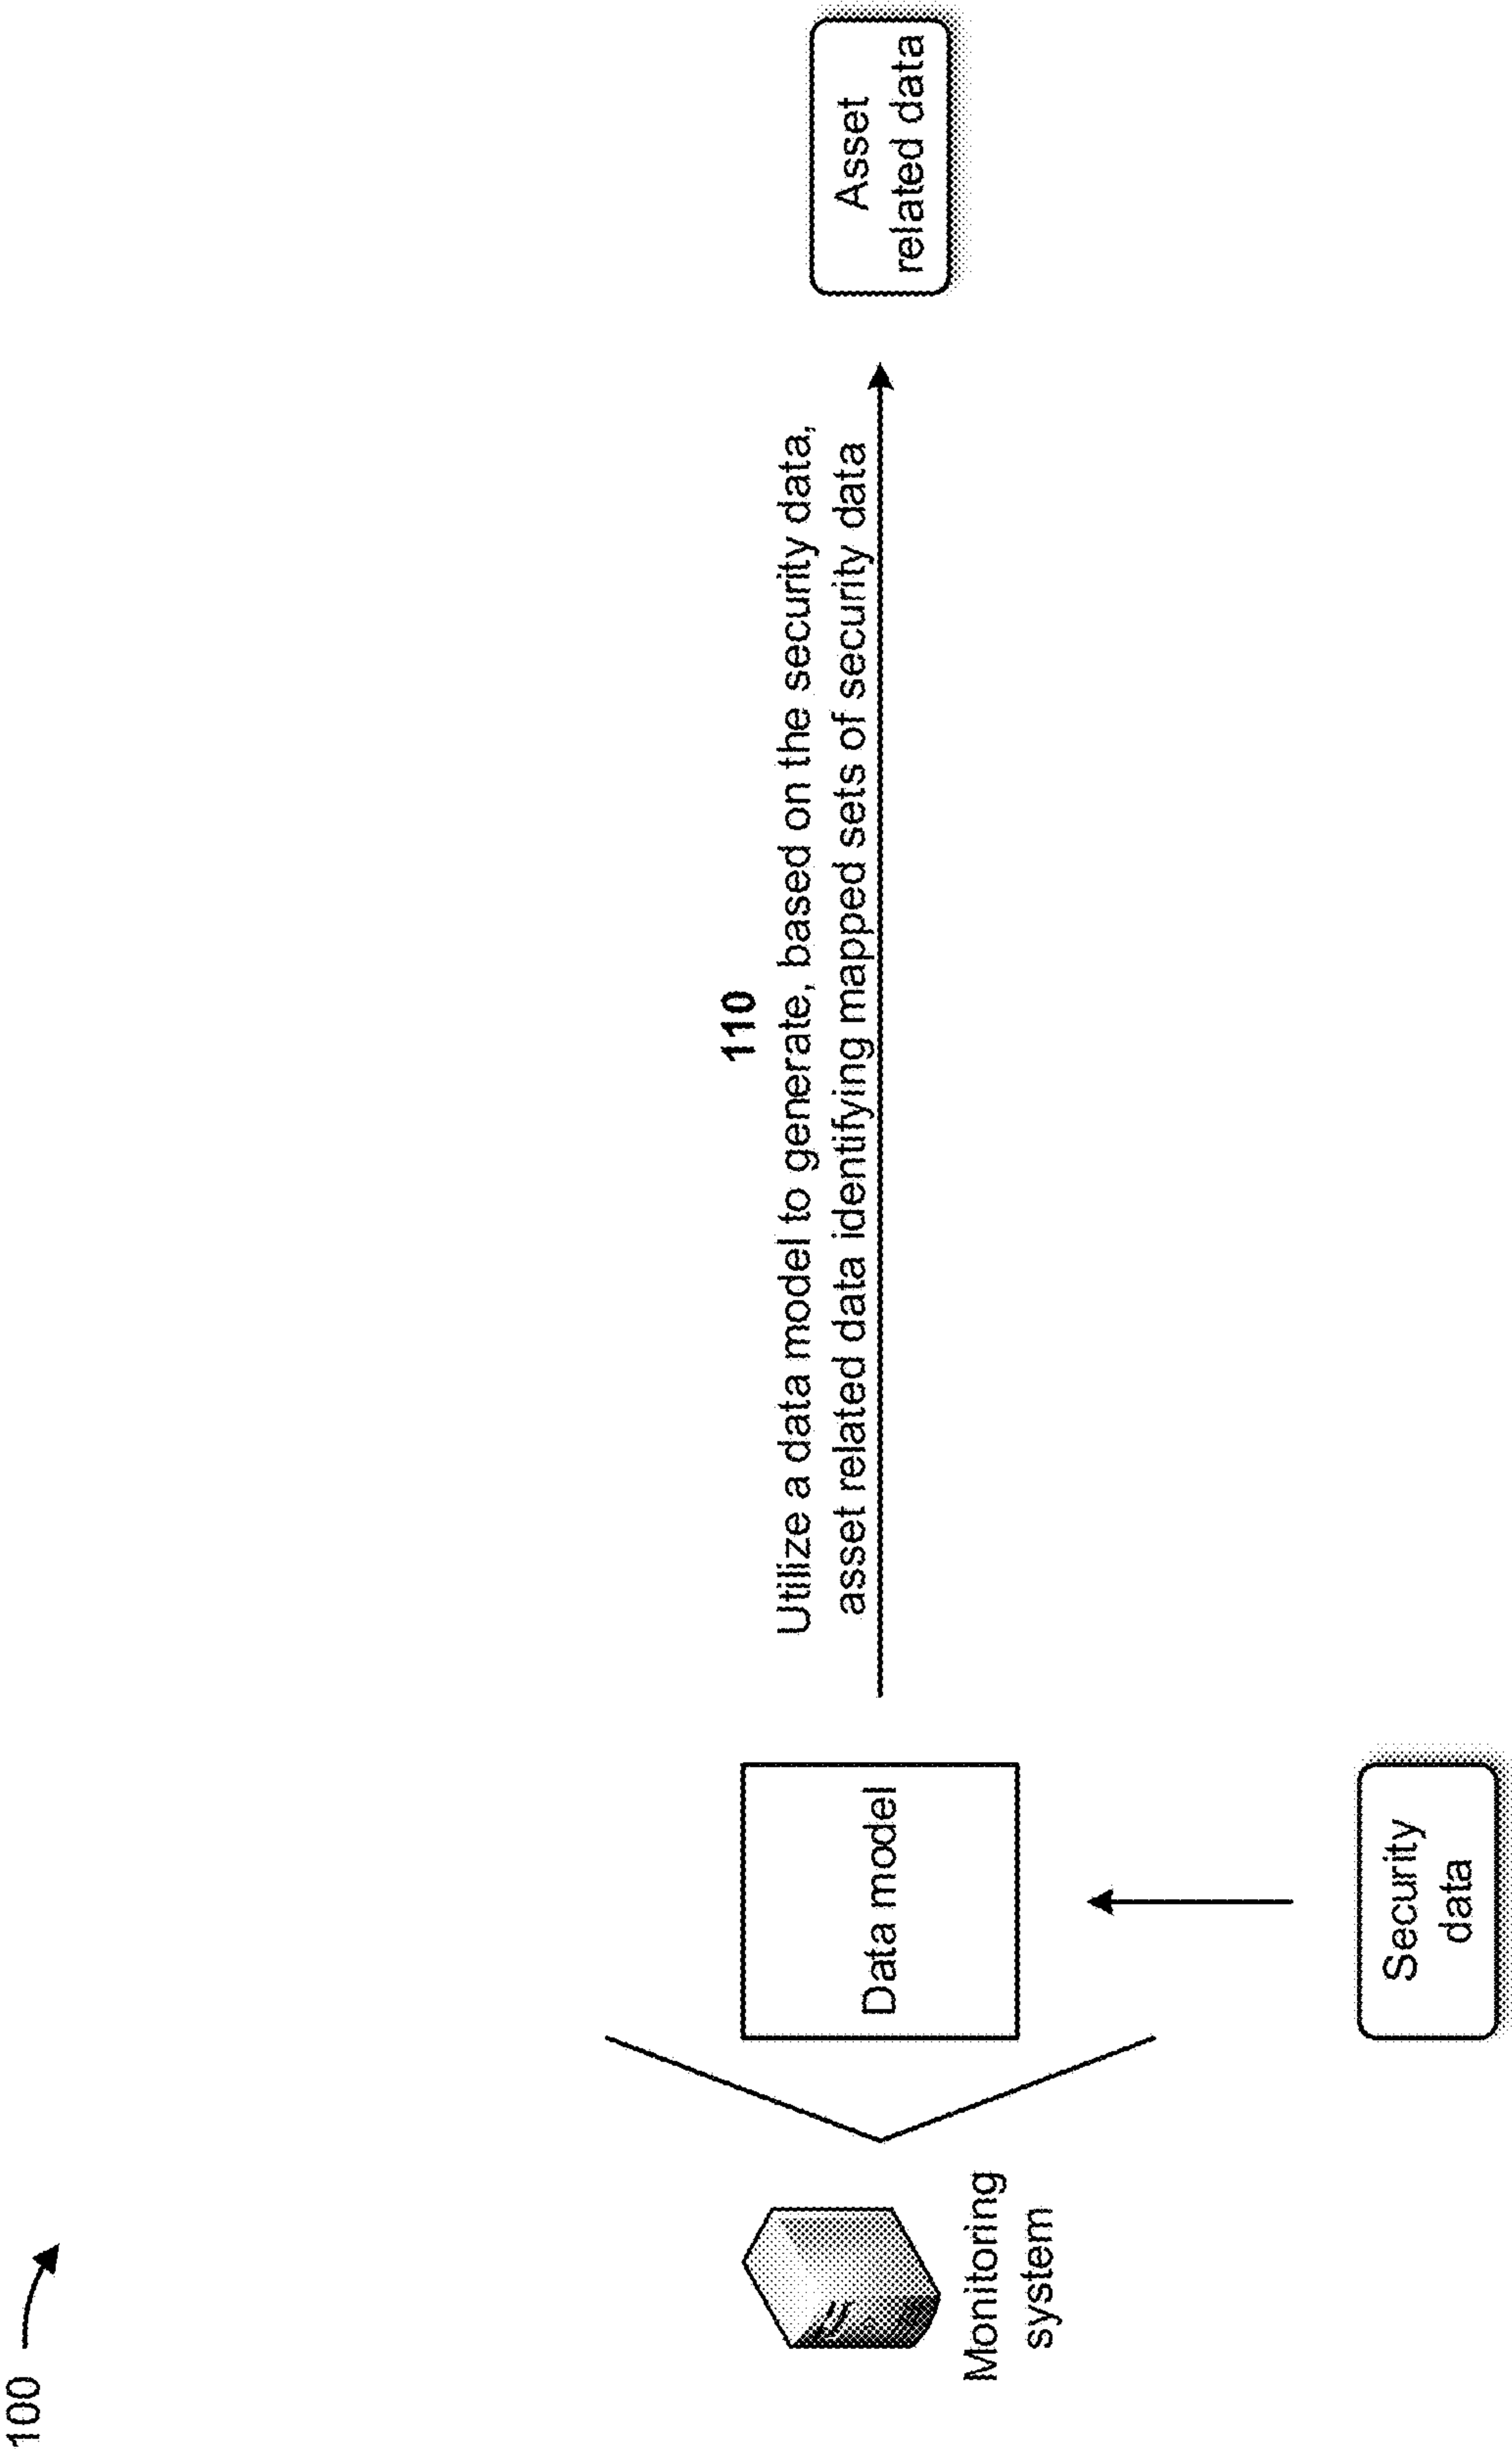 100
110
Utilize a data model to generate, based on the security data,
asset related data identifying mapped sets of security data
Monitoring
system
Data model
Asset
related data
Security
data